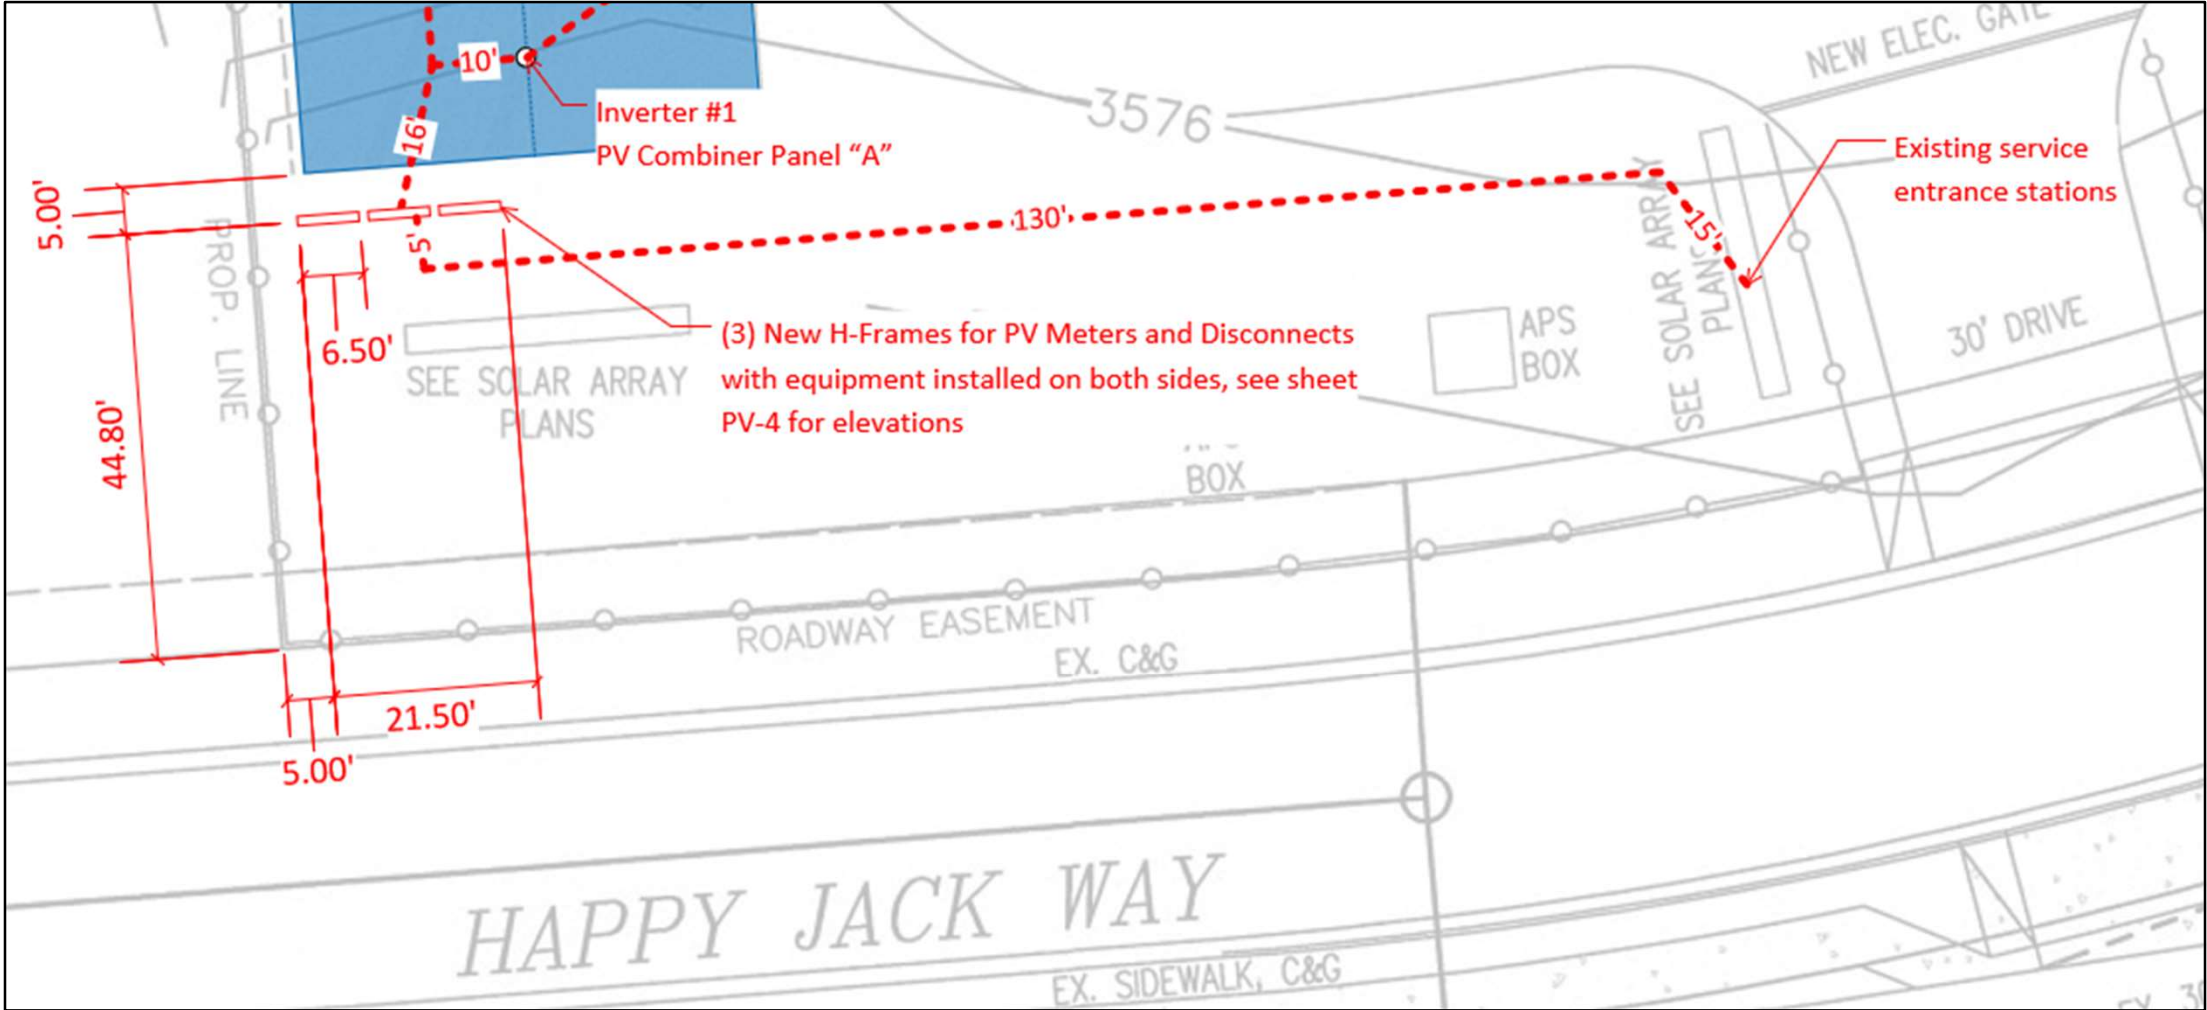 NEW ELEC. GATE
10'
Inverter #1
PV Combiner Panel “A”
3576
16'
Existing service
entrance stations
5.00'
130'
15'
5'
PROP. LINE
SEE SOLAR ARRAY
PLANS
6.50'
(3) New H-Frames for PV Meters and Disconnects
with equipment installed on both sides, see sheet
PV-4 for elevations
APS
BOX
30' DRIVE
SEE SOLAR ARRAY
PLANS
44.80'
BOX
ROADWAY EASEMENT
EX. C&G
21.50'
5.00'
HAPPY JACK WAY
EX. SIDEWALK, C&G